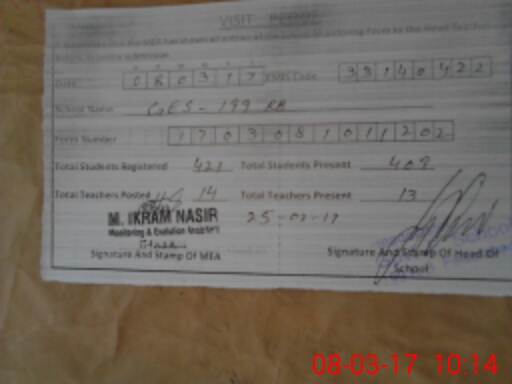 VISIT PROOF
Date 0 8 0 3 1 7 EMIS Code 3 3 1 4 0 4 2 2
School Name GES - 199 RB
Form Number 1 7 0 3 0 8 1 0 1 1 2 0 2
Total Students Registered 421 Total Students Present 409
Total Teachers Posted 14 Total Teachers Present 13
M. IKRAM NASIR 25-02-17
Monitoring & Evaluation Assistant
Signature And Stamp Of MEA Signature And Stamp Of Head Of
School
08-03-17 10:14